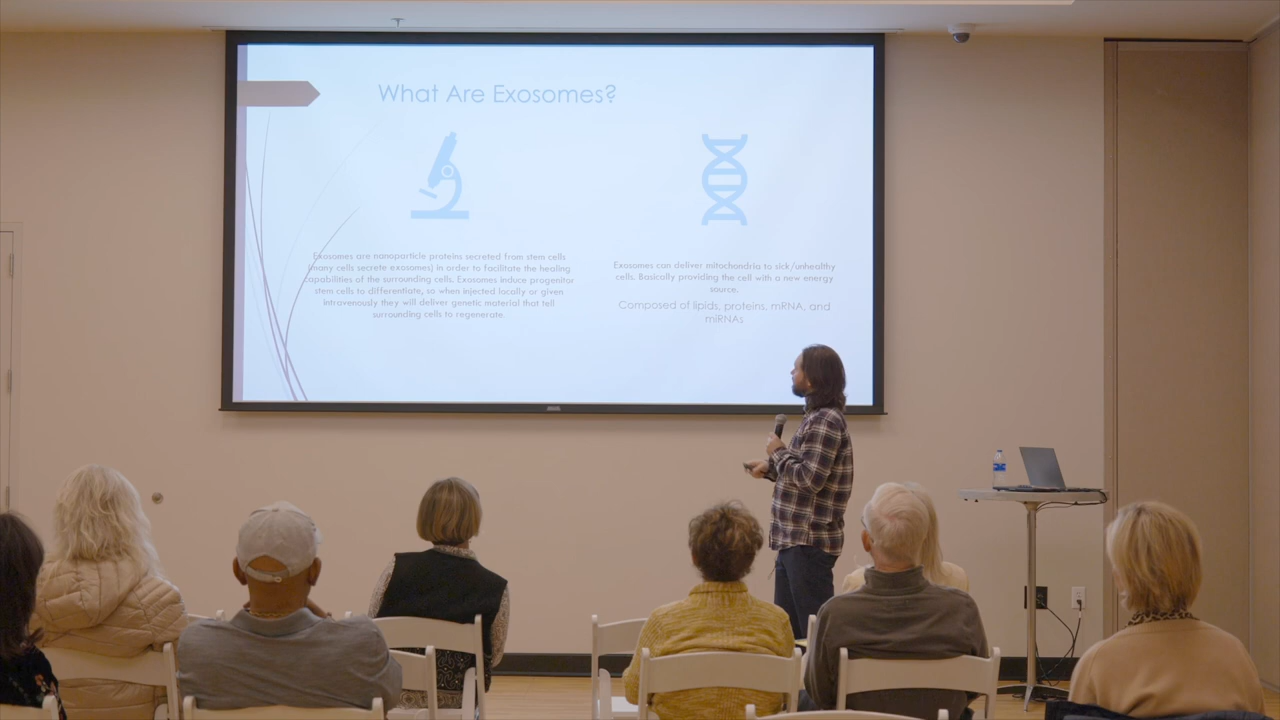 What Are Exosomes?
Exosomes are nanoparticle proteins secreted from stem cells
(many cells secrete exosomes) in order to facilitate the healing
capabilities of the surrounding cells. Exosomes induce progenitor
stem cells to differentiate, so when injected locally or given
intravenously they will deliver genetic material that tell
surrounding cells to regenerate
Exosomes can deliver mitochondria to sick/unhealthy
cells. Basically providing the cell with a new energy
source.
Composed of lipids, proteins, mRNA, and
miRNAs